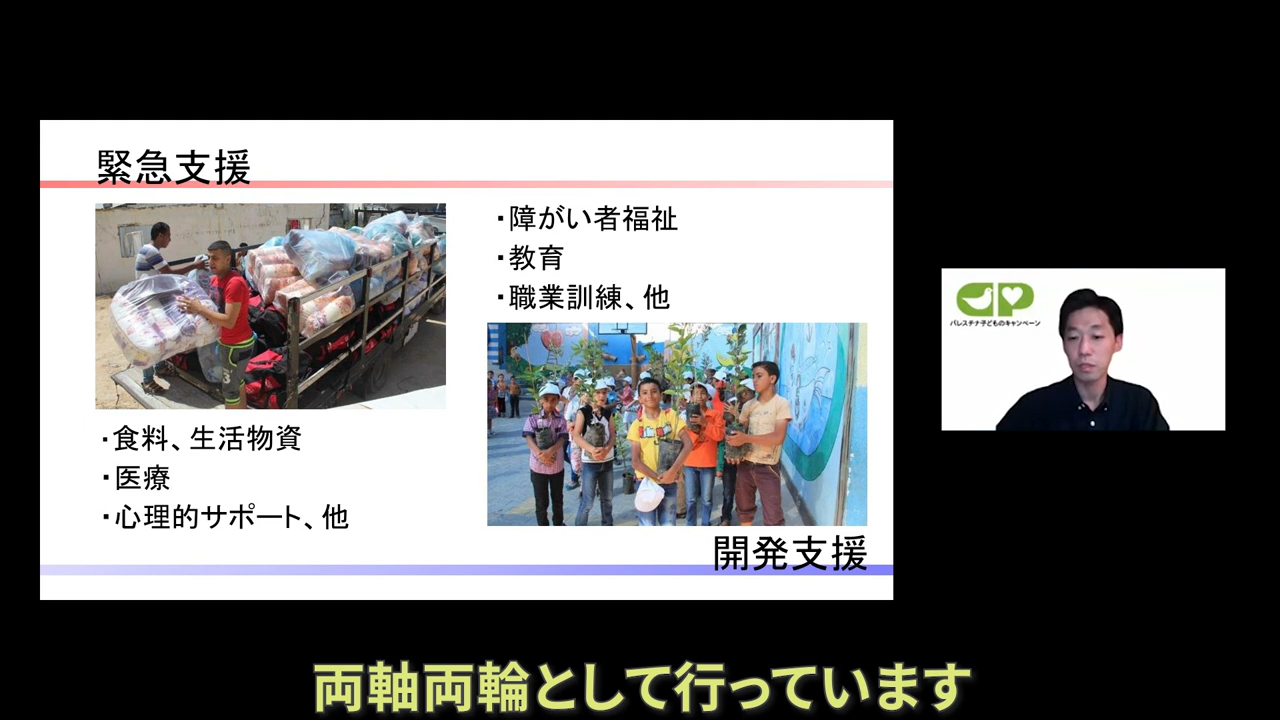 緊急支援
・食料、生活物資
・医療
・心理的サポート、他
・障がい者福祉
・教育
・職業訓練、他
開発支援
パレスチナ子どものキャンペーン
両軸両輪として行っています